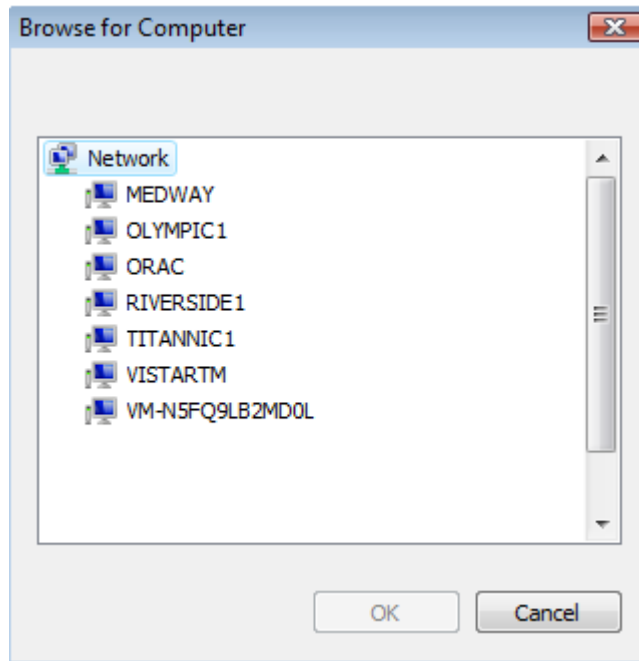 Browse for Computer
Network
MEDWAY
OLYMPIC1
ORAC
RIVERSIDE1
TITANNIC1
VISTARTM
VM-N5FQ9LB2MD0L
OK
Cancel